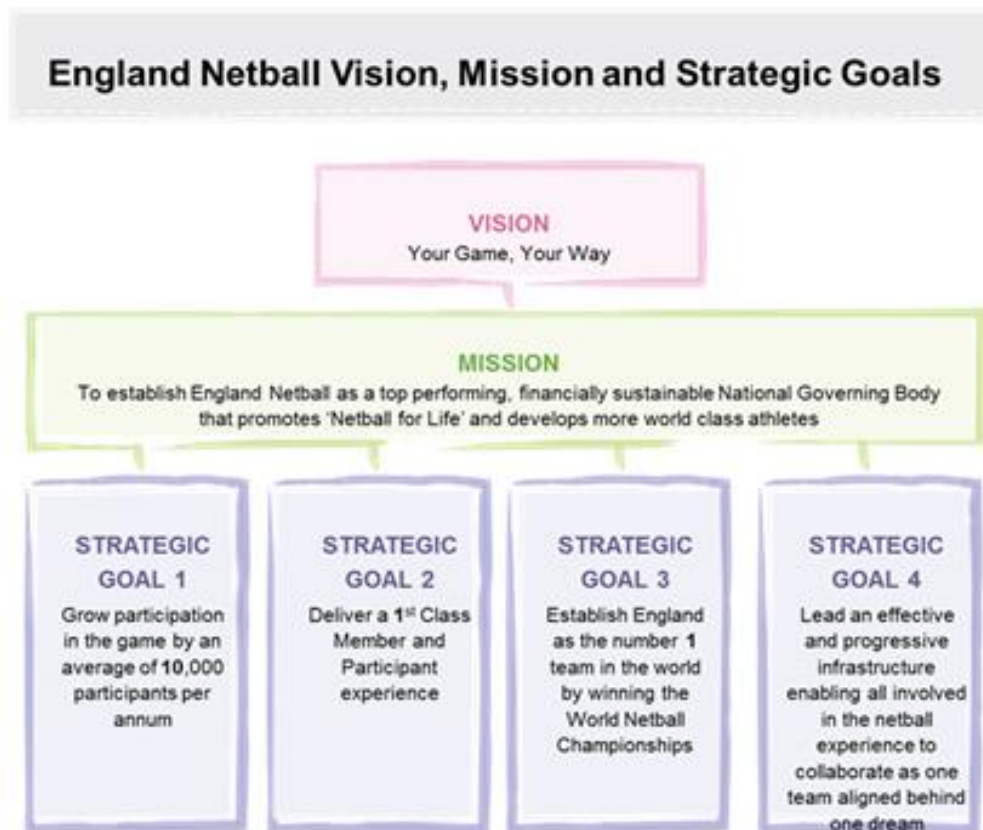 England Netball Vision, Mission and Strategic Goals
VISION
Your Game, Your Way
MISSION
To establish England Netball as a top performing, financially sustainable National Governing Body
that promotes ‘Netball for Life’ and develops more world class athletes
STRATEGIC
GOAL 1
Grow participation
in the game by an
average of 10,000
participants per
annum
STRATEGIC
GOAL 2
Deliver a 1st Class
Member and
Participant
experience
STRATEGIC
GOAL 3
Establish England
as the number 1
team in the world
by winning the
World Netball
Championships
STRATEGIC
GOAL 4
Lead an effective
and progressive
infrastructure
enabling all involved
in the netball
experience to
collaborate as one
team aligned behind
one dream